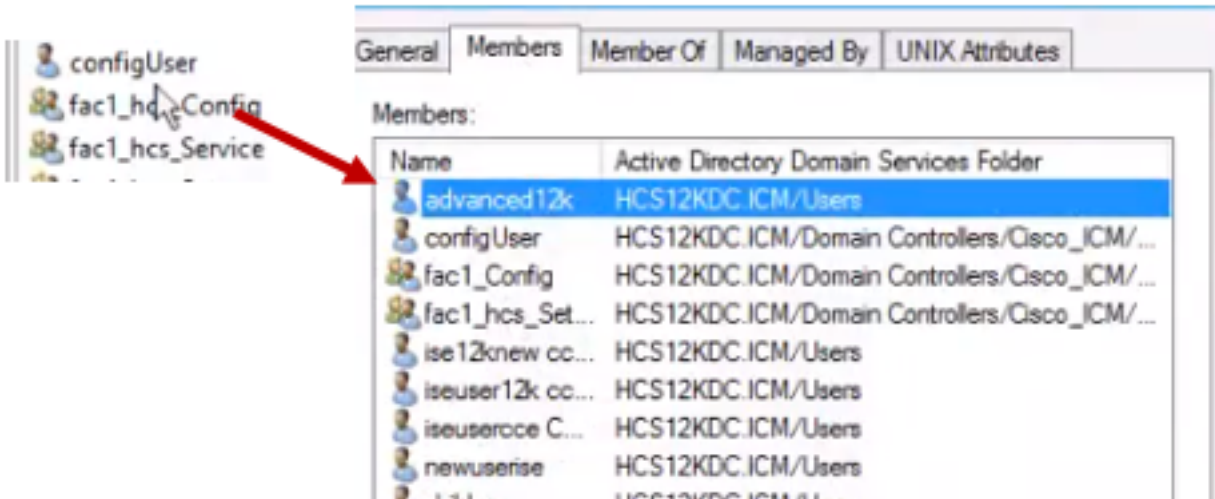 configUser
fac1_hcs_Config
fac1_hcs_Service
General Members Member Of Managed By UNIX Attributes
Members:
Name Active Directory Domain Services Folder
advanced12k HCS12KDC.ICM/Users
configUser HCS12KDC.ICM/Domain Controllers/Cisco_ICM/...
fac1_Config HCS12KDC.ICM/Domain Controllers/Cisco_ICM/...
fac1_hcs_Set... HCS12KDC.ICM/Domain Controllers/Cisco_ICM/...
ise12knew cc... HCS12KDC.ICM/Users
iseuser12k cc... HCS12KDC.ICM/Users
iseusercce C... HCS12KDC.ICM/Users
newuserise HCS12KDC.ICM/Users